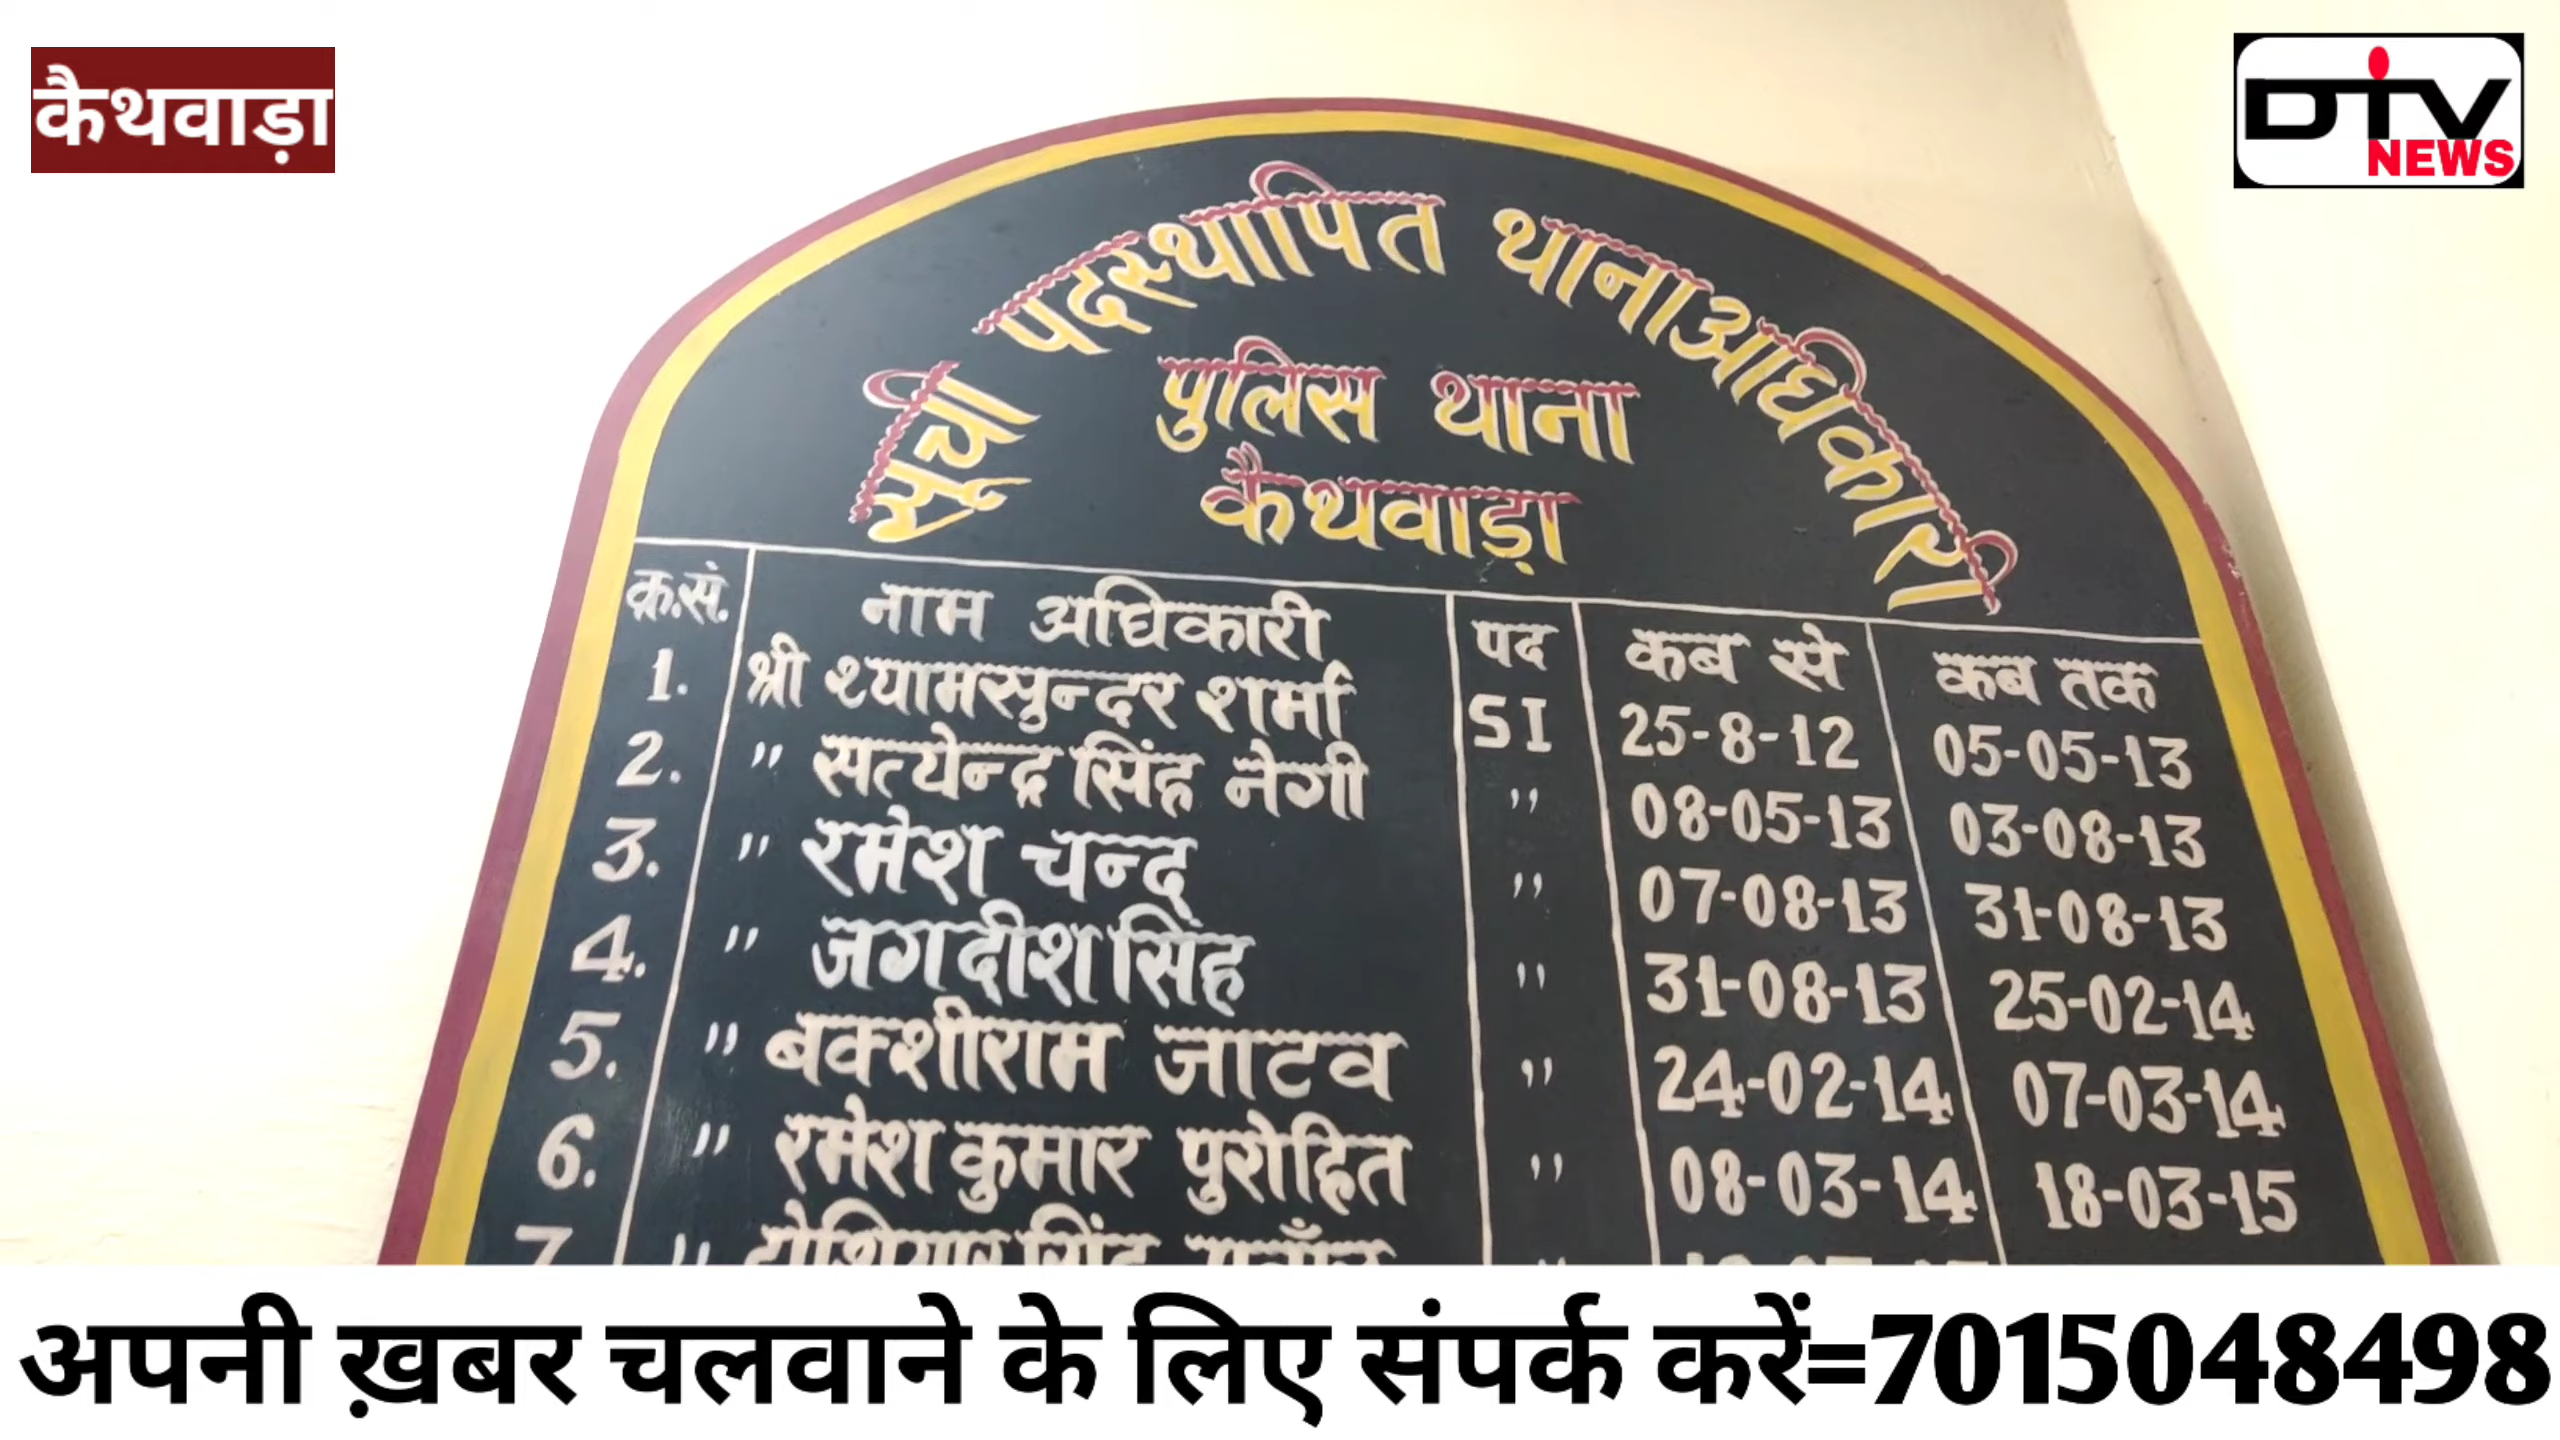 कैथवाड़ा
DTV
NEWS
सूची पदस्थापित थानाअधिकारी
पुलिस थाना
कैथवाड़ा
क्र.सं. नाम अधिकारी पद कब से कब तक
1. श्री श्यामसुन्दर शर्मा SI 25-8-12 05-05-13
2. " सत्येन्द्र सिंह नेगी " 08-05-13 03-08-13
3. " रमेश चन्द " 07-08-13 31-08-13
4. " जगदीश सिंह " 31-08-13 25-02-14
5. " बक्शीराम जाटव " 24-02-14 07-03-14
6. " रमेश कुमार पुरोहित " 08-03-14 18-03-15
7. "
अपनी ख़बर चलवाने के लिए संपर्क करें=7015048498